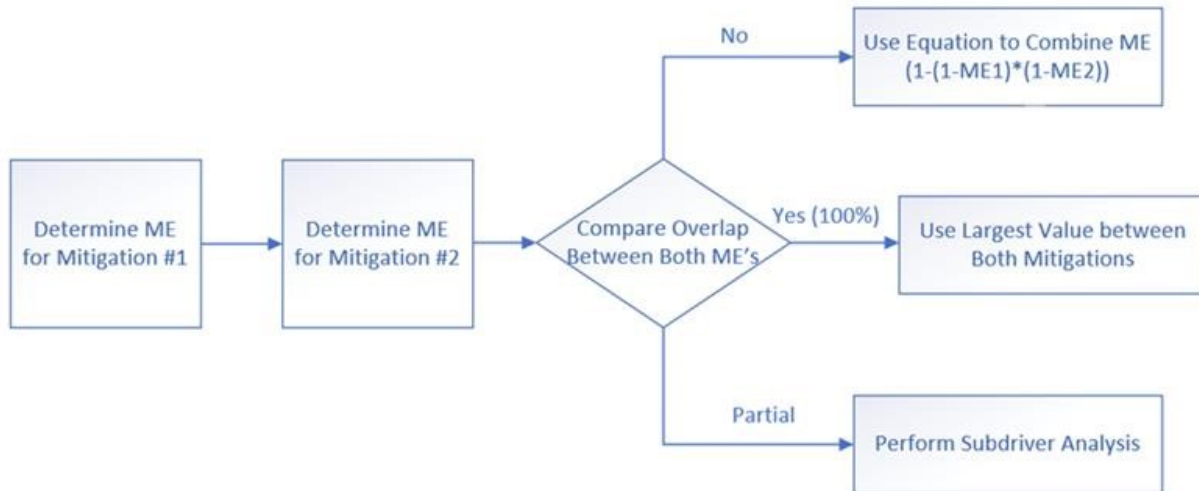 Determine ME
for Mitigation #1
Determine ME
for Mitigation #2
Compare Overlap
Between Both ME's
No
Use Equation to Combine ME
(1-(1-ME1)*(1-ME2))
Yes (100%)
Use Largest Value between
Both Mitigations
Partial
Perform Subdriver Analysis